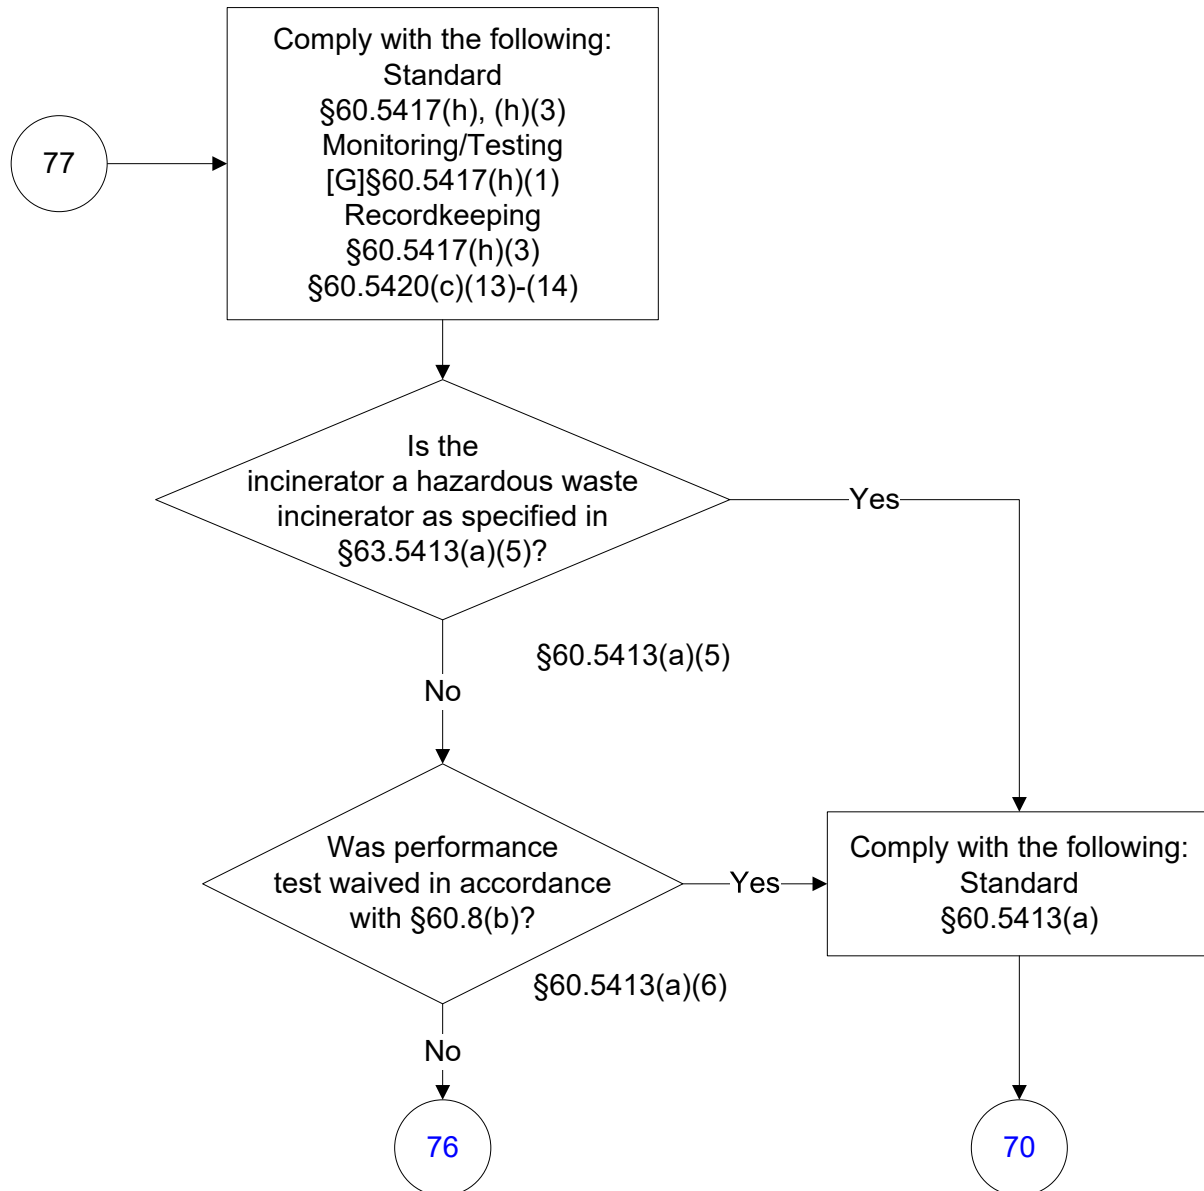 Comply with the following:
Standard
§60.5417(h), (h)(3)
Monitoring/Testing
[G]§60.5417(h)(1)
Recordkeeping
§60.5417(h)(3)
§60.5420(c)(13)-(14)
77
Is the
incinerator a hazardous waste
incinerator as specified in
§63.5413(a)(5)?
Yes
§60.5413(a)(5)
No
Was performance
test waived in accordance
with §60.8(b)?
Yes
Comply with the following:
Standard
§60.5413(a)
§60.5413(a)(6)
No
76
70